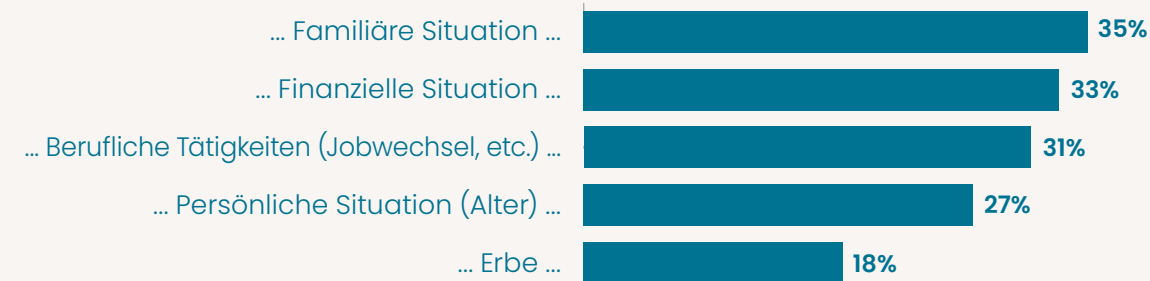 ... Familiäre Situation ... 35%
... Finanzielle Situation ... 33%
... Berufliche Tätigkeiten (Jobwechsel, etc.) ... 31%
... Persönliche Situation (Alter) ... 27%
... Erbe ... 18%